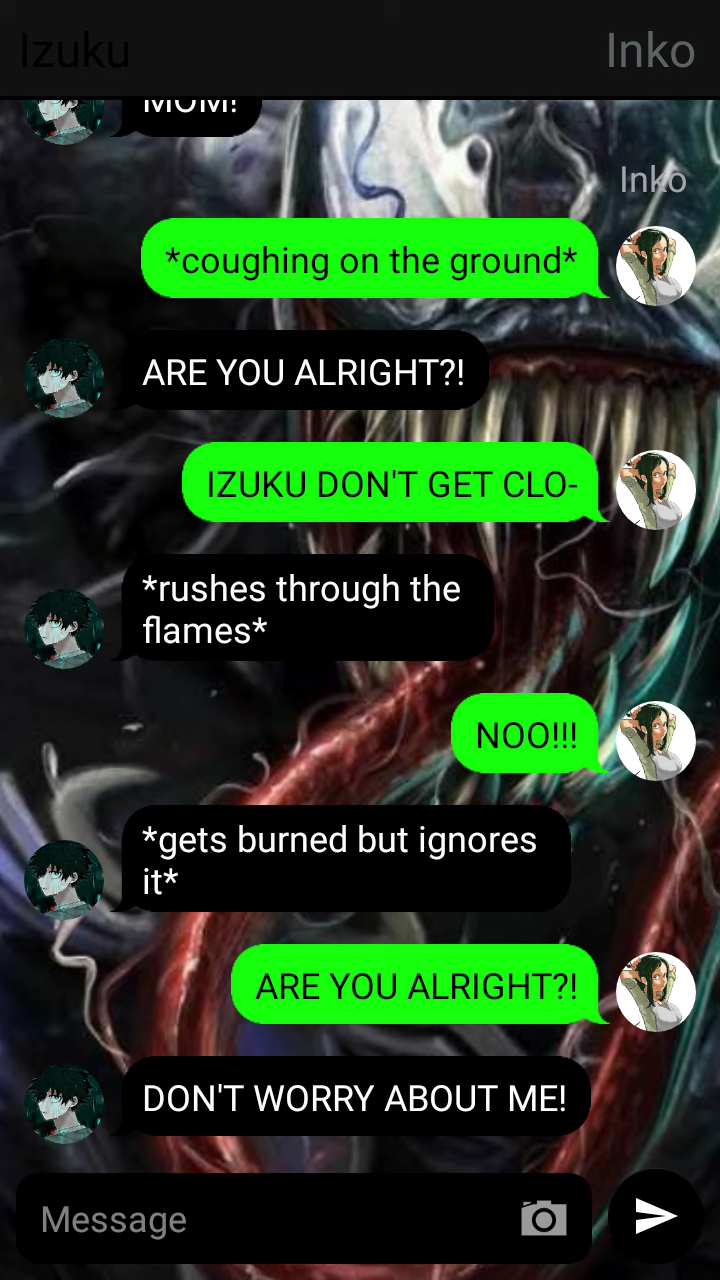 Izuku
Inko
MOM!
Inko
*coughing on the ground*
ARE YOU ALRIGHT?!
IZUKU DON'T GET CLO-
*rushes through the
flames*
NOO!!!
*gets burned but ignores
it*
ARE YOU ALRIGHT?!
DON'T WORRY ABOUT ME!
Message